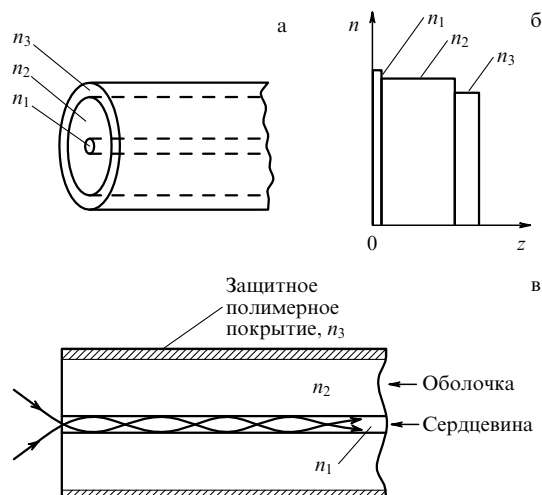 а
n₃
n₂
n₁
б
n
n₁
n₂
n₃
0
z
в
Защитное
полимерное
покрытие, n₃
n₂
Оболочка
Сердцевина
n₁